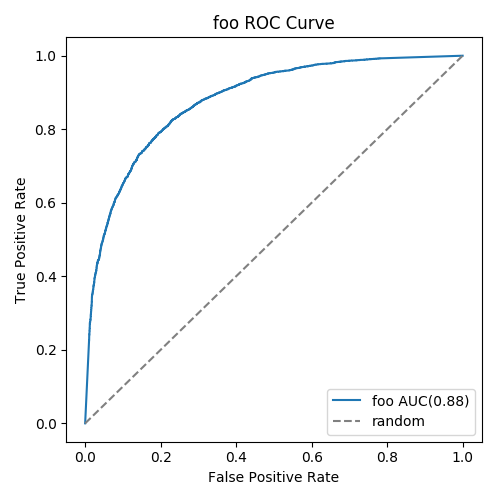 foo ROC Curve
True Positive Rate
1.0
0.8
0.6
0.4
0.2
0.0
0.0 0.2 0.4 0.6 0.8 1.0
False Positive Rate
foo AUC(0.88)
random